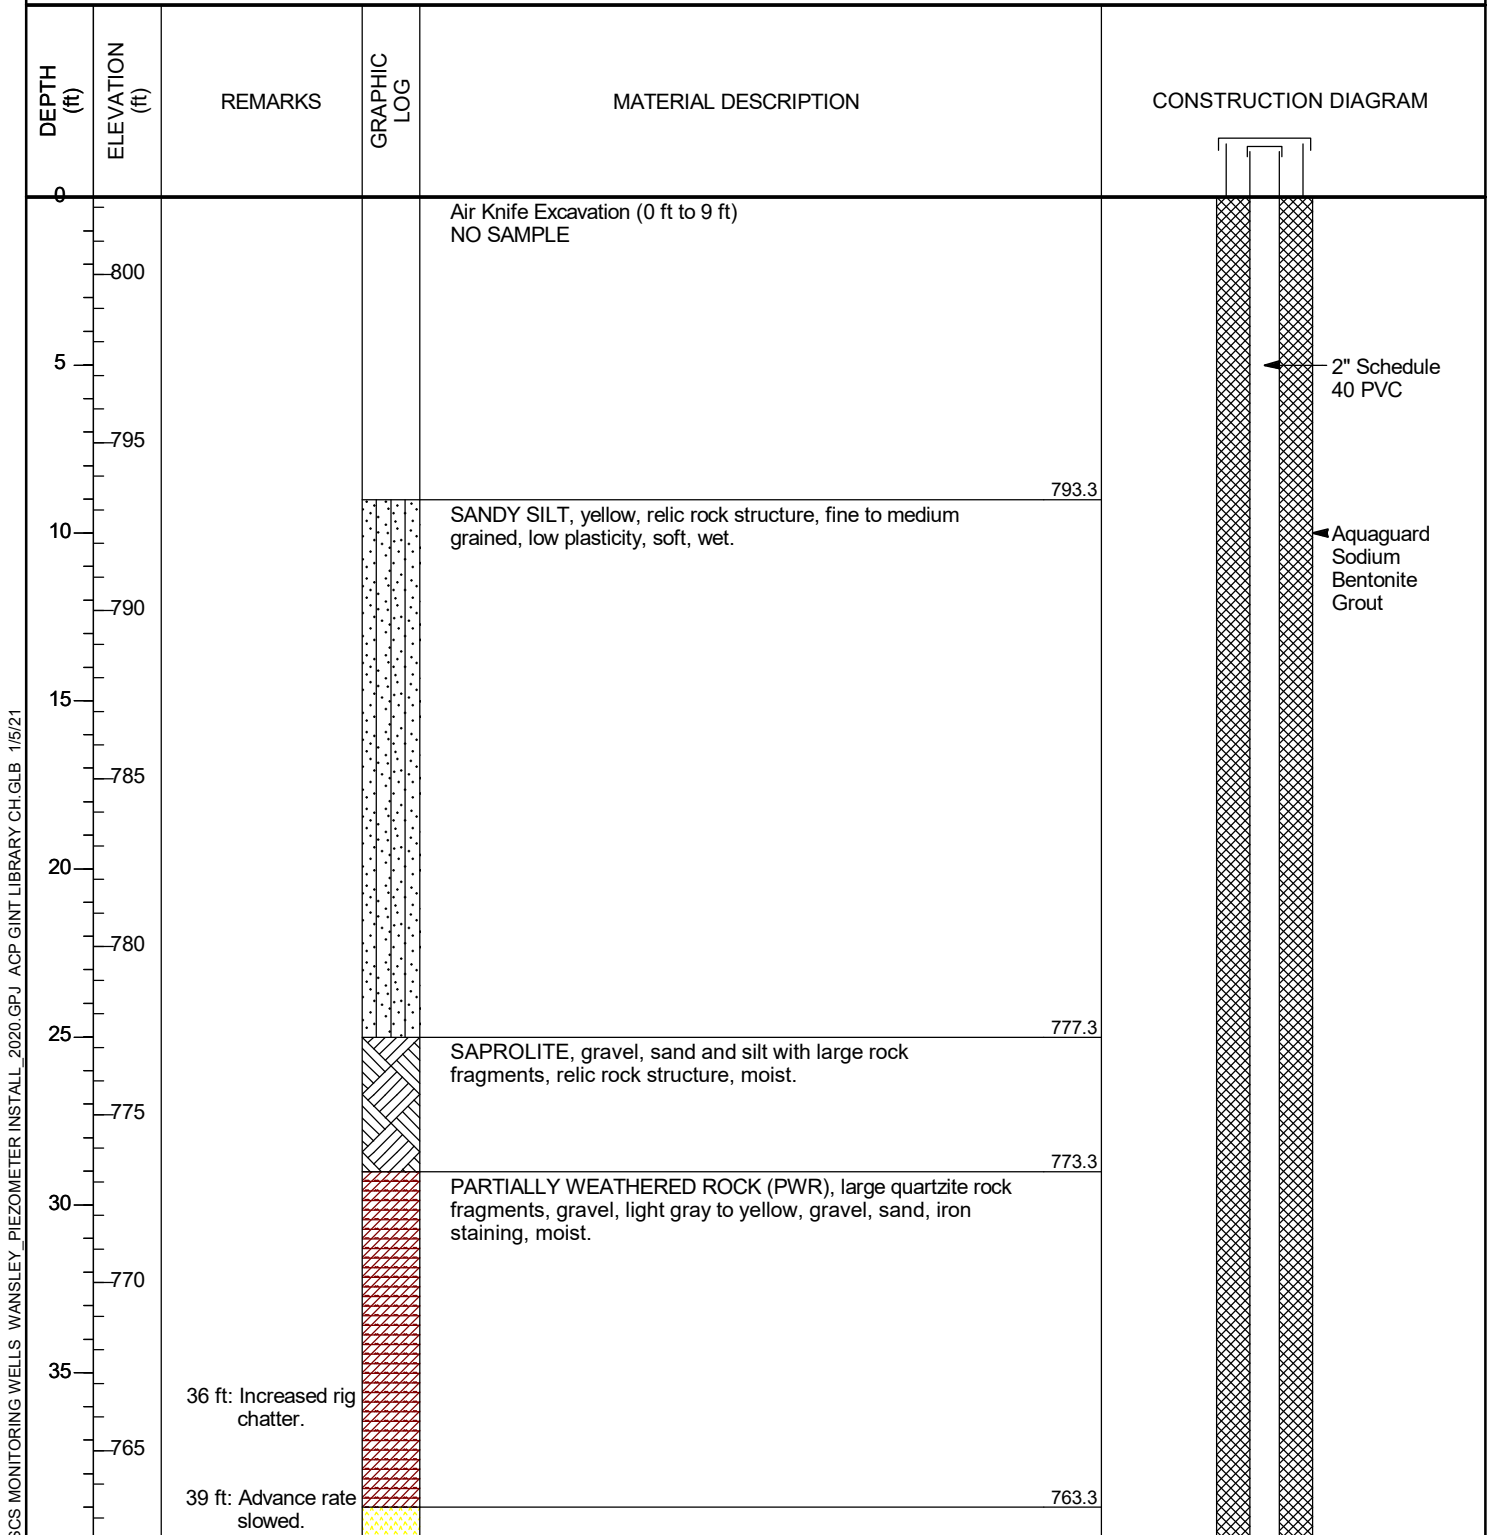 DEPTH
(ft)
ELEVATION
(ft)
REMARKS
GRAPHIC
LOG
MATERIAL DESCRIPTION
CONSTRUCTION DIAGRAM
0
Air Knife Excavation (0 ft to 9 ft)
NO SAMPLE
800
5
2" Schedule
40 PVC
795
793.3
SANDY SILT, yellow, relic rock structure, fine to medium
grained, low plasticity, soft, wet.
10
Aquaguard
Sodium
Bentonite
Grout
790
15
785
20
780
25
777.3
SAPROLITE, gravel, sand and silt with large rock
fragments, relic rock structure, moist.
775
773.3
PARTIALLY WEATHERED ROCK (PWR), large quartzite rock
fragments, gravel, light gray to yellow, gravel, sand, iron
staining, moist.
30
770
35
36 ft: Increased rig
chatter.
765
39 ft: Advance rate
slowed.
763.3
SCS MONITORING WELLS WANSLEY_PIEZOMETER INSTALL_2020.GPJ ACP GINT LIBRARY CH.GLB 1/5/21